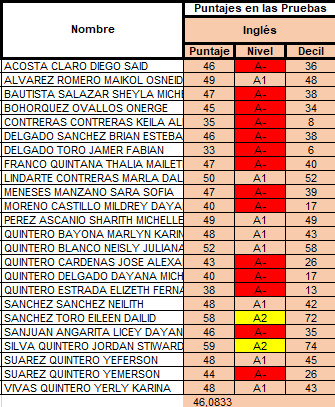 Puntajes en las Pruebas
Nombre Inglés
Puntaje Nivel Decil
ACOSTA CLARO DIEGO SAID 46 A- 36
ALVAREZ ROMERO MAIKOL OSNEID 49 A1 48
BAUTISTA SALAZAR SHEYLA MICHE 47 A- 38
BOHORQUEZ OVALLOS ONERGE 45 A- 34
CONTRERAS CONTRERAS KEILA AL 35 A- 8
DELGADO SANCHEZ BRIAN ESTEBA 46 A- 38
DELGADO TORO JAMER FABIAN 33 A- 6
FRANCO QUINTANA THALIA MAILET 47 A- 40
LINDARTE CONTRERAS MARLA DAL 50 A1 52
MENESES MANZANO SARA SOFIA 47 A- 39
MORENO CASTILLO MILDREY DAYA 40 A- 17
PEREZ ASCANIO SHARITH MICHELLE 49 A1 49
QUINTERO BAYONA MARLYN KARIN 48 A1 43
QUINTERO BLANCO NEISLY JULIANA 52 A1 58
QUINTERO CARDENAS JOSE ALEXA 43 A- 26
QUINTERO DELGADO DAYANA MICH 40 A- 17
QUINTERO ESTRADA ELIZETH FERNA 38 A- 13
SANCHEZ SANCHEZ NEILITH 48 A1 42
SANCHEZ TORO EILEEN DAILID 58 A2 72
SANJUAN ANGARITA LICEY DAYAN 46 A- 35
SILVA QUINTERO JORDAN STIWARD 59 A2 74
SUAREZ QUINTERO YEFERSON 48 A1 45
SUAREZ QUINTERO YEMERSON 44 A- 26
VIVAS QUINTERO YERLY KARINA 48 A1 43
46,0833